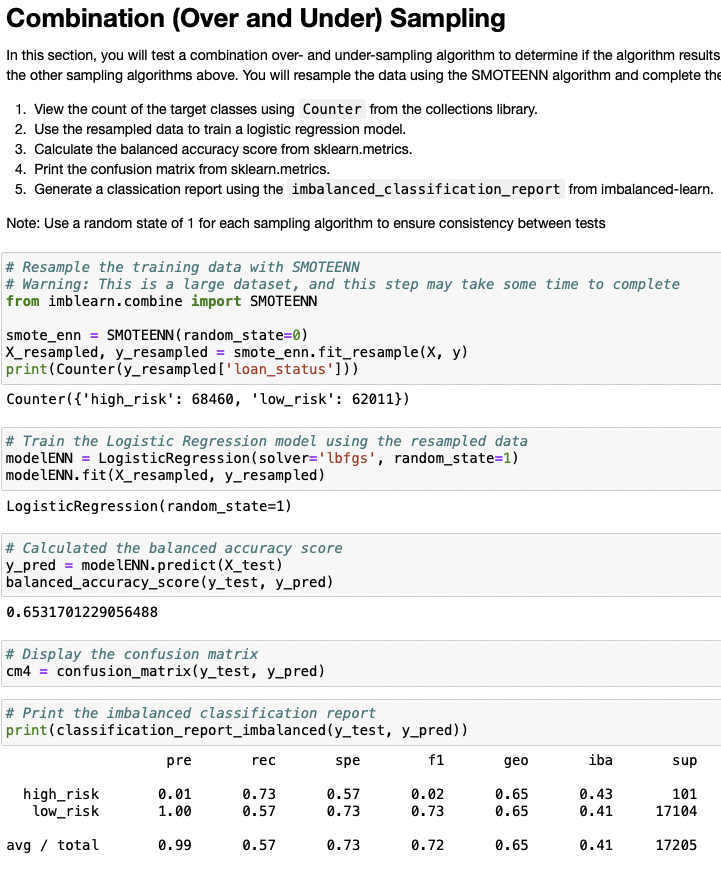 Combination (Over and Under) Sampling
In this section, you will test a combination over- and under-sampling algorithm to determine if the algorithm results
the other sampling algorithms above. You will resample the data using the SMOTEENN algorithm and complete the
1. View the count of the target classes using Counter from the collections library.
2. Use the resampled data to train a logistic regression model.
3. Calculate the balanced accuracy score from sklearn.metrics.
4. Print the confusion matrix from sklearn.metrics.
5. Generate a classication report using the imbalanced_classification_report from imbalanced-learn.
Note: Use a random state of 1 for each sampling algorithm to ensure consistency between tests
# Resample the training data with SMOTEENN
# Warning: This is a large dataset, and this step may take some time to complete
from imblearn.combine import SMOTEENN
smote_enn = SMOTEENN(random_state=0)
X_resampled, y_resampled = smote_enn.fit_resample(X, y)
print(Counter(y_resampled['loan_status']))
Counter({'high_risk': 68460, 'low_risk': 62011})
# Train the Logistic Regression model using the resampled data
modelENN = LogisticRegression(solver='lbfgs', random_state=1)
modelENN.fit(X_resampled, y_resampled)
LogisticRegression(random_state=1)
# Calculated the balanced accuracy score
y_pred = modelENN.predict(X_test)
balanced_accuracy_score(y_test, y_pred)
0.6531701229056488
# Display the confusion matrix
cm4 = confusion_matrix(y_test, y_pred)
# Print the imbalanced classification report
print(classification_report_imbalanced(y_test, y_pred))
pre rec spe f1 geo iba sup
high_risk 0.01 0.73 0.57 0.02 0.65 0.43 101
low_risk 1.00 0.57 0.73 0.73 0.65 0.41 17104
avg / total 0.99 0.57 0.73 0.72 0.65 0.41 17205